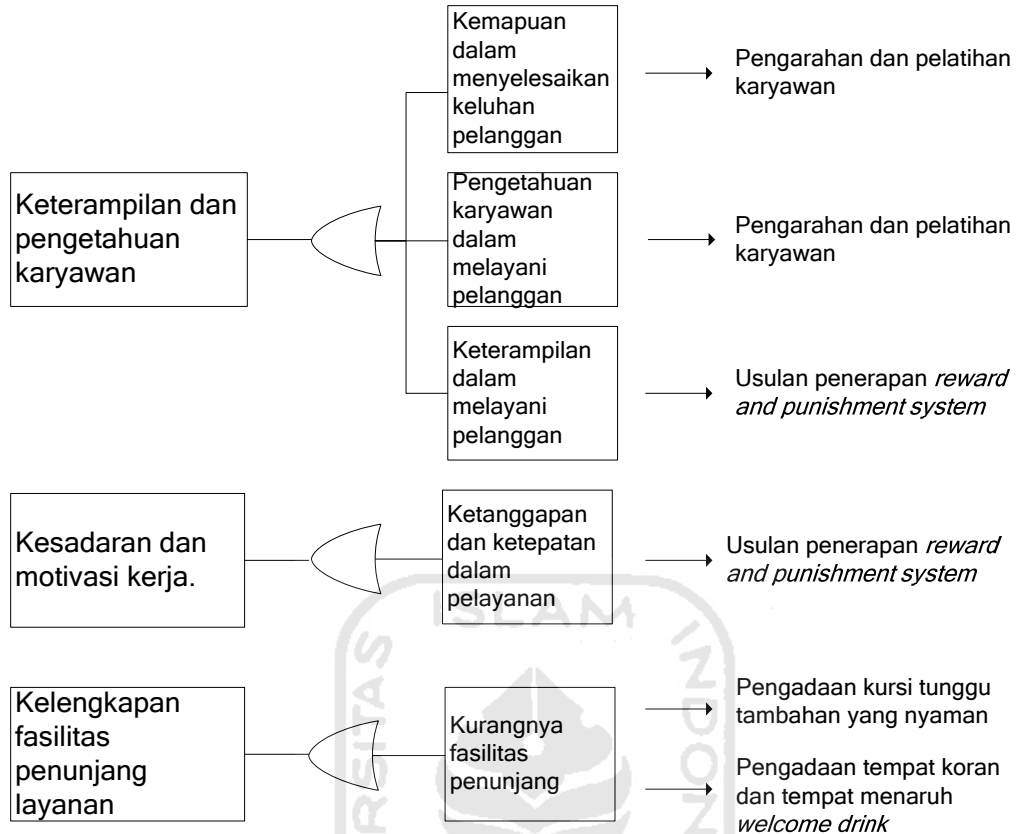 Kemapuan
dalam
menyelesaikan
keluhan
pelanggan
Pengarahan dan pelatihan
karyawan
Keterampilan dan
pengetahuan
karyawan
Pengetahuan
karyawan
dalam
melayani
pelanggan
Pengarahan dan pelatihan
karyawan
Keterampilan
dalam
melayani
pelanggan
Usulan penerapan reward
and punishment system
Kesadaran dan
motivasi kerja.
Ketanggapan
dan ketepatan
dalam
pelayanan
Usulan penerapan reward
and punishment system
Kelengkapan
fasilitas
penunjang
layanan
Kurangnya
fasilitas
penunjang
Pengadaan kursi tunggu
tambahan yang nyaman
Pengadaan tempat koran
dan tempat menaruh
welcome drink
ISLAM